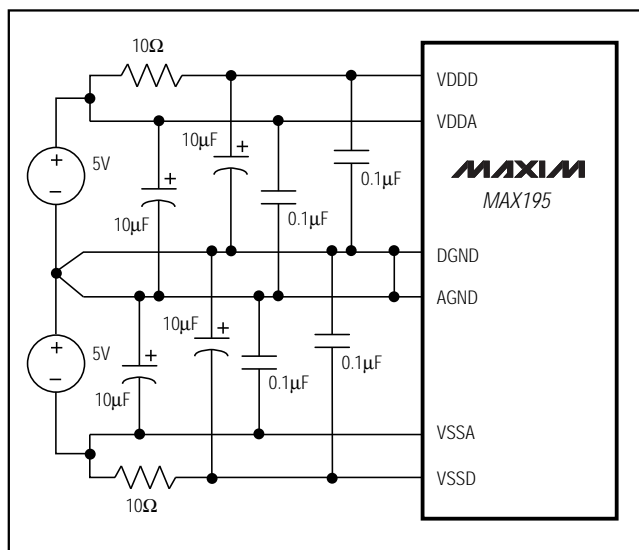 10Ω
VDDD
VDDA
+
5V
−
10μF
+
10μF
+
0.1μF
0.1μF
MAXIM
MAX195
DGND
AGND
+
5V
−
10μF
+
10μF
+
0.1μF
0.1μF
VSSA
VSSD
10Ω